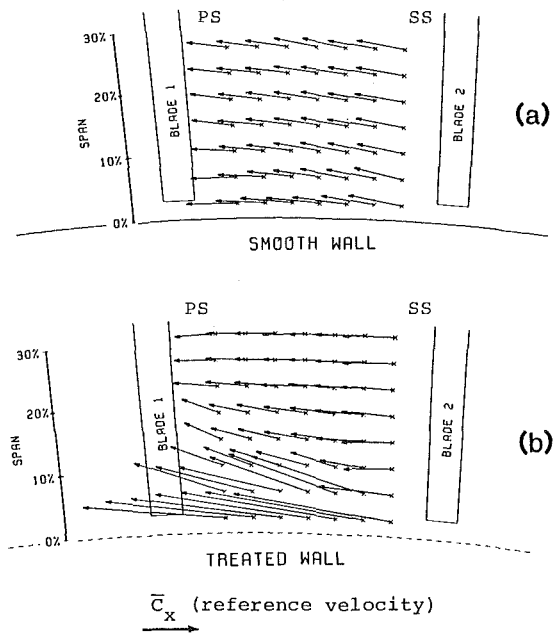 PS SS
30%
20%
10%
0%
SPAN
BLADE 1
BLADE 2
(a)
SMOOTH WALL
PS SS
30%
20%
10%
0%
SPAN
BLADE 1
BLADE 2
(b)
TREATED WALL
C̅x (reference velocity)